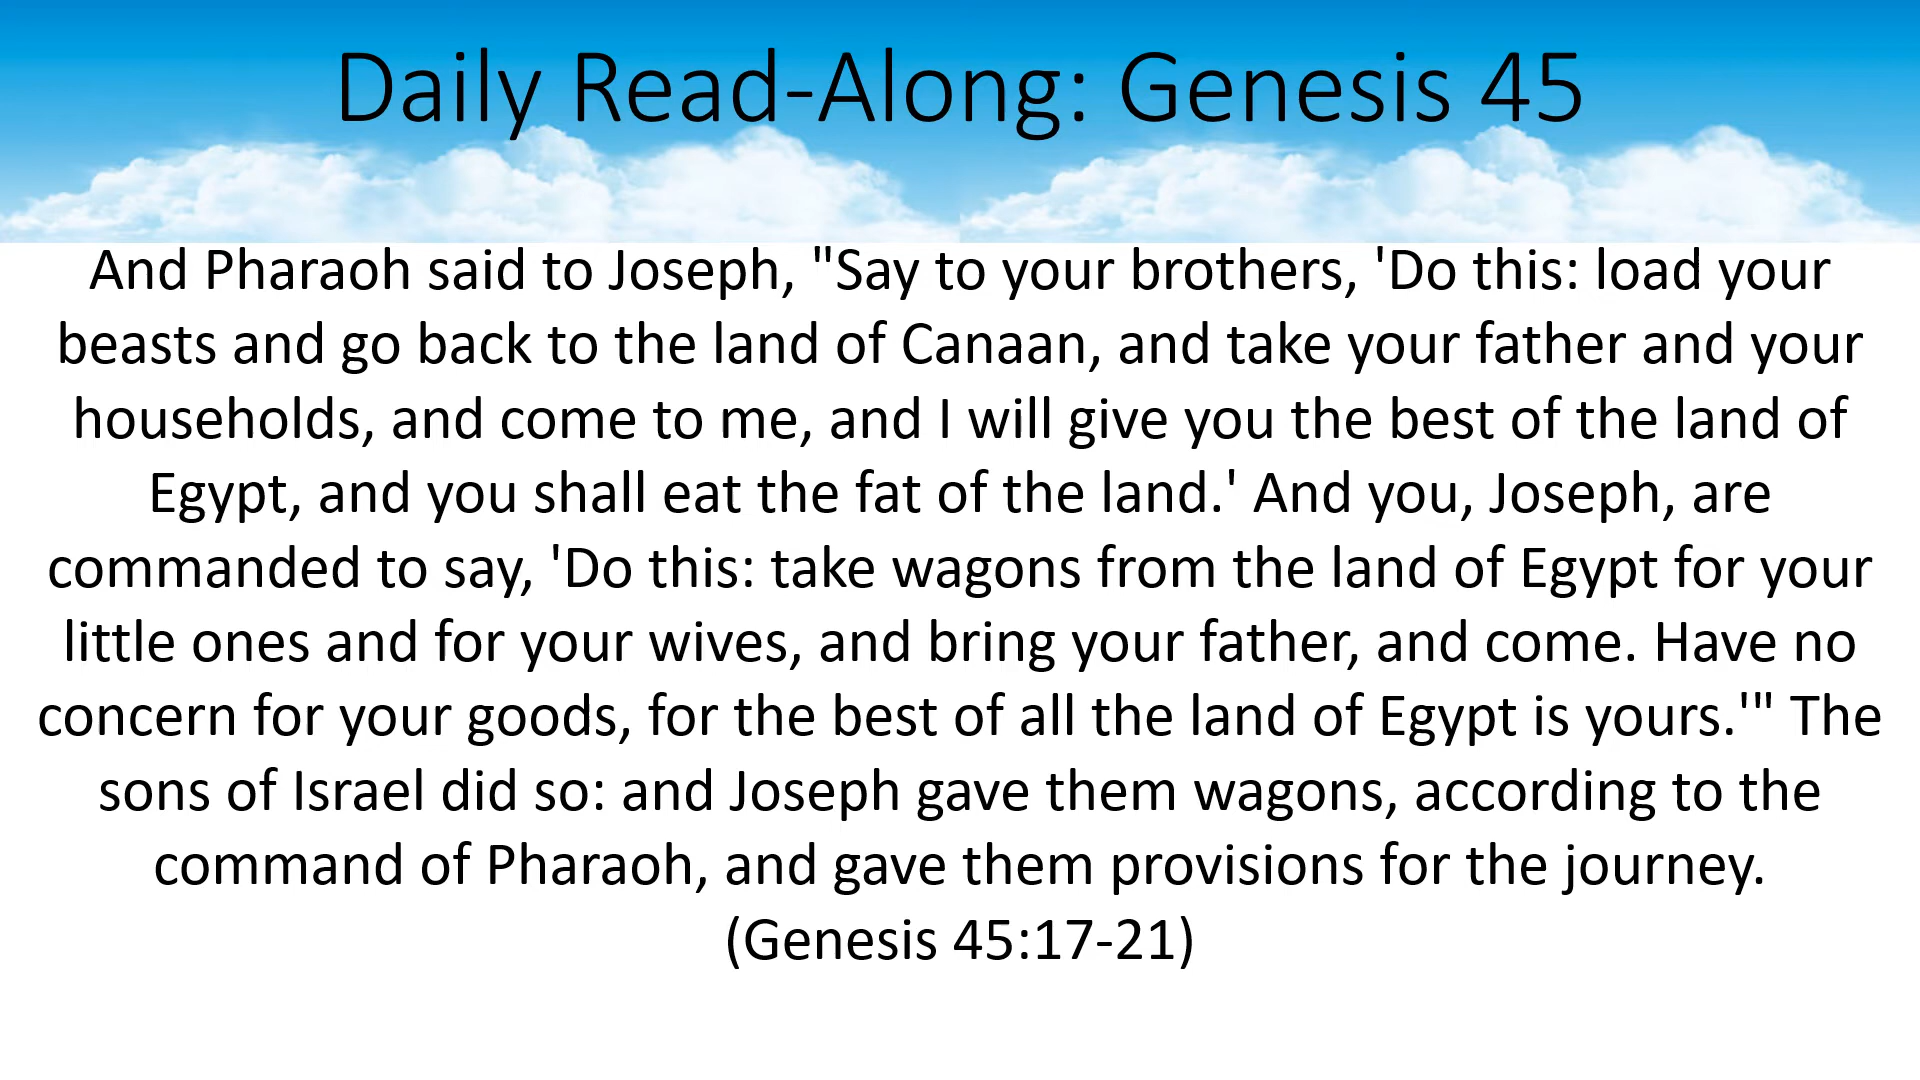 Daily Read-Along: Genesis 45
And Pharaoh said to Joseph, "Say to your brothers, 'Do this: load your
beasts and go back to the land of Canaan, and take your father and your
households, and come to me, and I will give you the best of the land of
Egypt, and you shall eat the fat of the land.' And you, Joseph, are
commanded to say, 'Do this: take wagons from the land of Egypt for your
little ones and for your wives, and bring your father, and come. Have no
concern for your goods, for the best of all the land of Egypt is yours.'" The
sons of Israel did so: and Joseph gave them wagons, according to the
command of Pharaoh, and gave them provisions for the journey.
(Genesis 45:17-21)